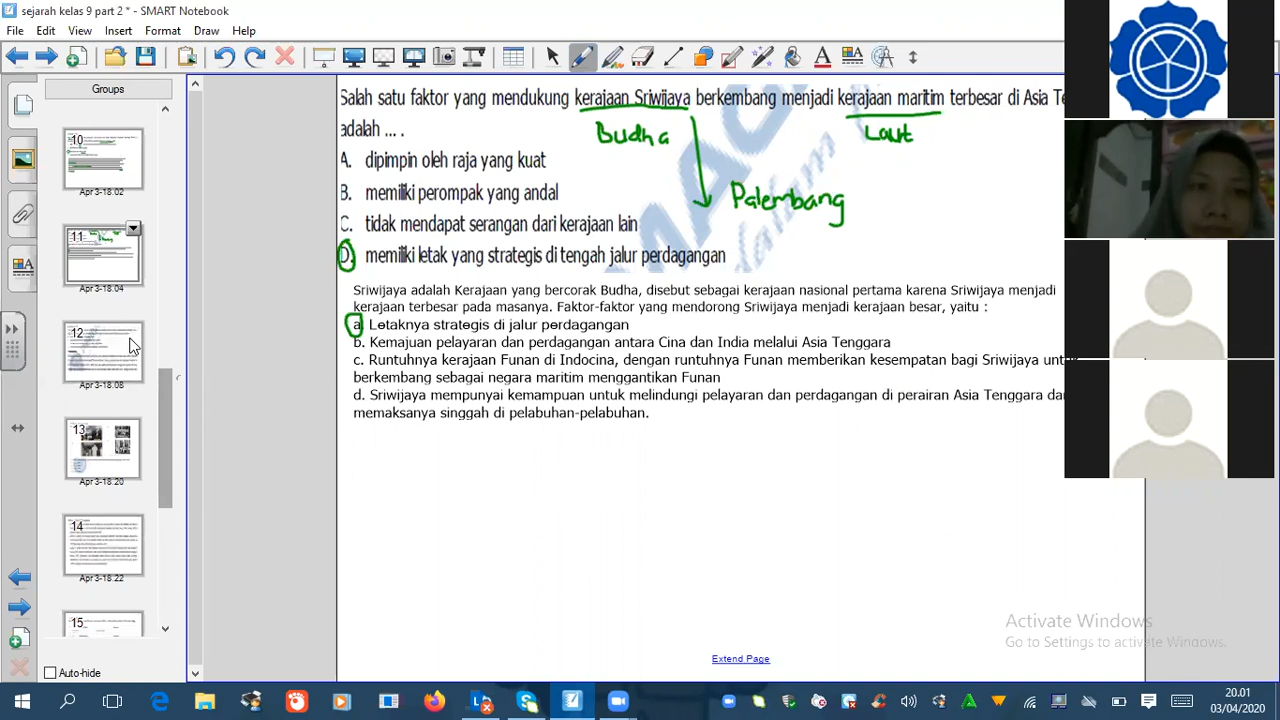 sejarah kelas 9 part 2 * - SMART Notebook
File Edit View Insert Format Draw Help
Groups
10
Apr 3-18.02
11
Apr 3-18.04
12
Apr 3-18.08
13
Apr 3-18.20
14
Apr 3-18.22
15
Auto-hide
Salah satu faktor yang mendukung kerajaan Sriwijaya berkembang menjadi kerajaan maritim terbesar di Asia
adalah ... .
Budha
Laut
A. dipimpin oleh raja yang kuat
B. memiliki perompak yang andal
Palembang
C. tidak mendapat serangan dari kerajaan lain
D. memiliki letak yang strategis di tengah jalur perdagangan
Sriwijaya adalah Kerajaan yang bercorak Budha, disebut sebagai kerajaan nasional pertama karena Sriwijaya menjadi
kerajaan terbesar pada masanya. Faktor-faktor yang mendorong Sriwijaya menjadi kerajaan besar, yaitu :
a. Letaknya strategis di jalur perdagangan
b. Kemajuan pelayaran dan perdagangan antara Cina dan India melalui Asia Tenggara
c. Runtuhnya kerajaan Funan di Indocina, dengan runtuhnya Funan memberikan kesempatan bagi Sriwijaya untuk
berkembang sebagai negara maritim menggantikan Funan
d. Sriwijaya mempunyai kemampuan untuk melindungi pelayaran dan perdagangan di perairan Asia Tenggara
memaksanya singgah di pelabuhan-pelabuhan.
Extend Page
Activate Windows
Go to Settings to activate Windows.
20.01
03/04/2020